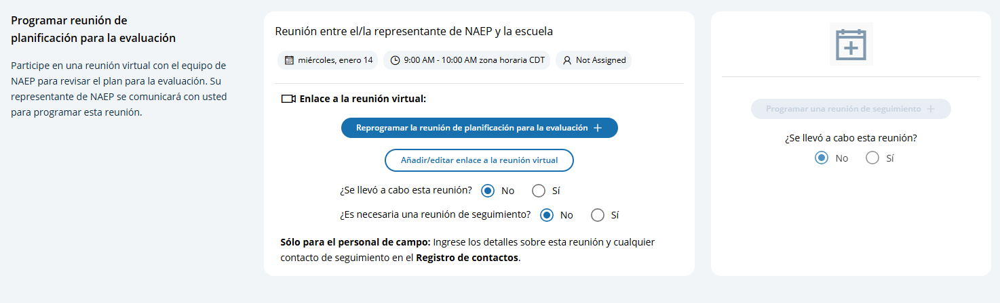 Programar reunión de
planificación para la evaluación
Participe en una reunión virtual con el equipo de
NAEP para revisar el plan para la evaluación. Su
representante de NAEP se comunicará con usted
para programar esta reunión.
Reunión entre el/la representante de NAEP y la escuela
miércoles, enero 14
9:00 AM - 10:00 AM zona horaria CDT
Not Assigned
Enlace a la reunión virtual:
Reprogramar la reunión de planificación para la evaluación
Añadir/editar enlace a la reunión virtual
¿Se llevó a cabo esta reunión? No Sí
¿Es necesaria una reunión de seguimiento? No Sí
Sólo para el personal de campo: Ingrese los detalles sobre esta reunión y cualquier
contacto de seguimiento en el Registro de contactos.
Programar una reunión de seguimiento
¿Se llevó a cabo esta reunión?
No Sí